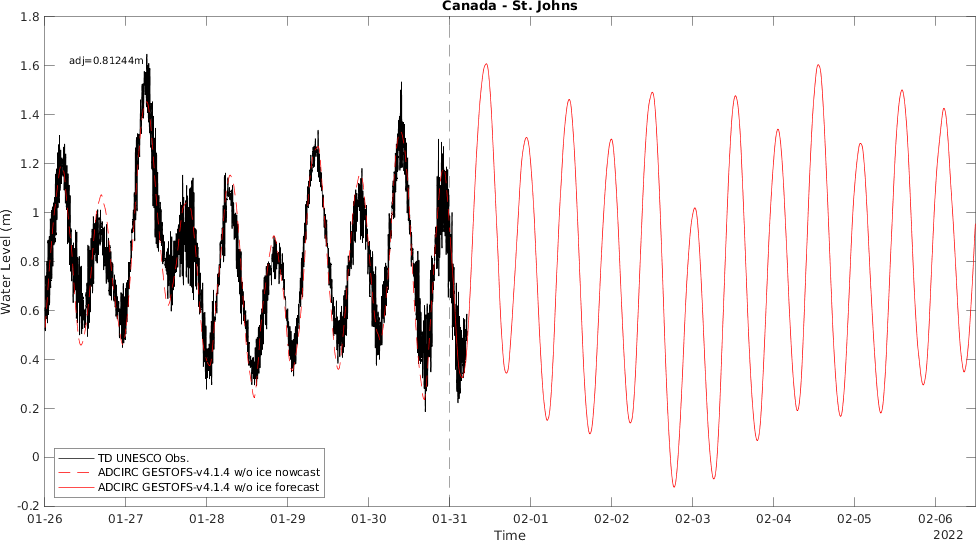 Canada - St. Johns
1.8
1.6
1.4
1.2
1
0.8
0.6
0.4
0.2
0
-0.2
Water Level (m)
adj=0.81244m
TD UNESCO Obs.
ADCIRC GESTOFS-v4.1.4 w/o ice nowcast
ADCIRC GESTOFS-v4.1.4 w/o ice forecast
01-26 01-27 01-28 01-29 01-30 01-31 02-01 02-02 02-03 02-04 02-05 02-06
Time
2022